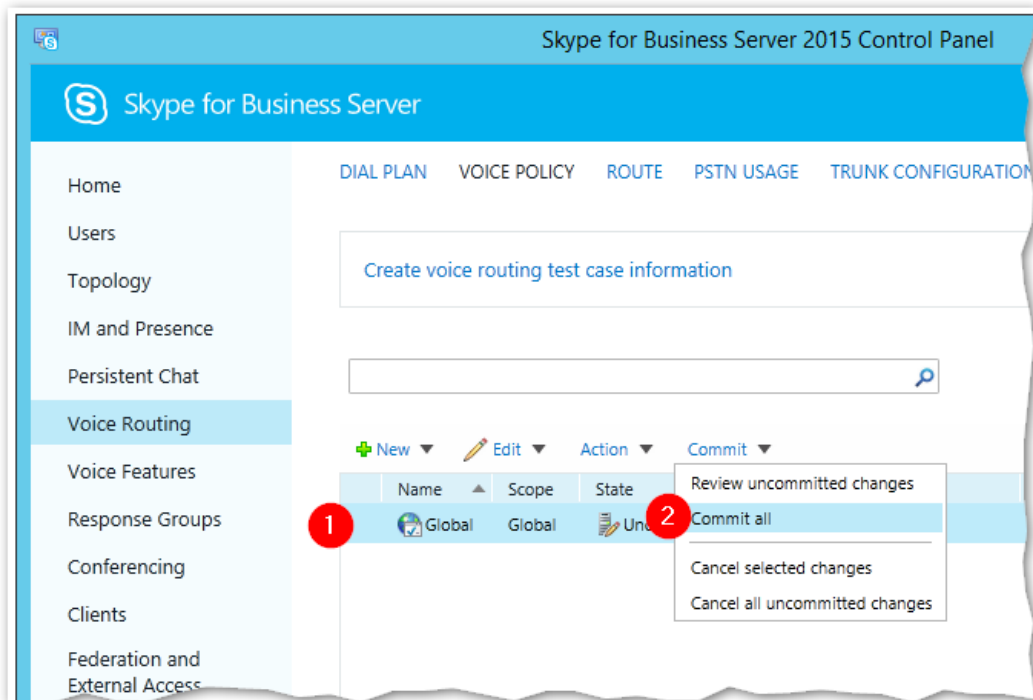 Skype for Business Server 2015 Control Panel
S Skype for Business Server
Home
Users
Topology
IM and Presence
Persistent Chat
Voice Routing
Voice Features
Response Groups
Conferencing
Clients
Federation and
External Access
DIAL PLAN VOICE POLICY ROUTE PSTN USAGE TRUNK CONFIGURATION
Create voice routing test case information
New Edit Action Commit
Name Scope State
1 Global Global
Review uncommitted changes
2 Commit all
Cancel selected changes
Cancel all uncommitted changes